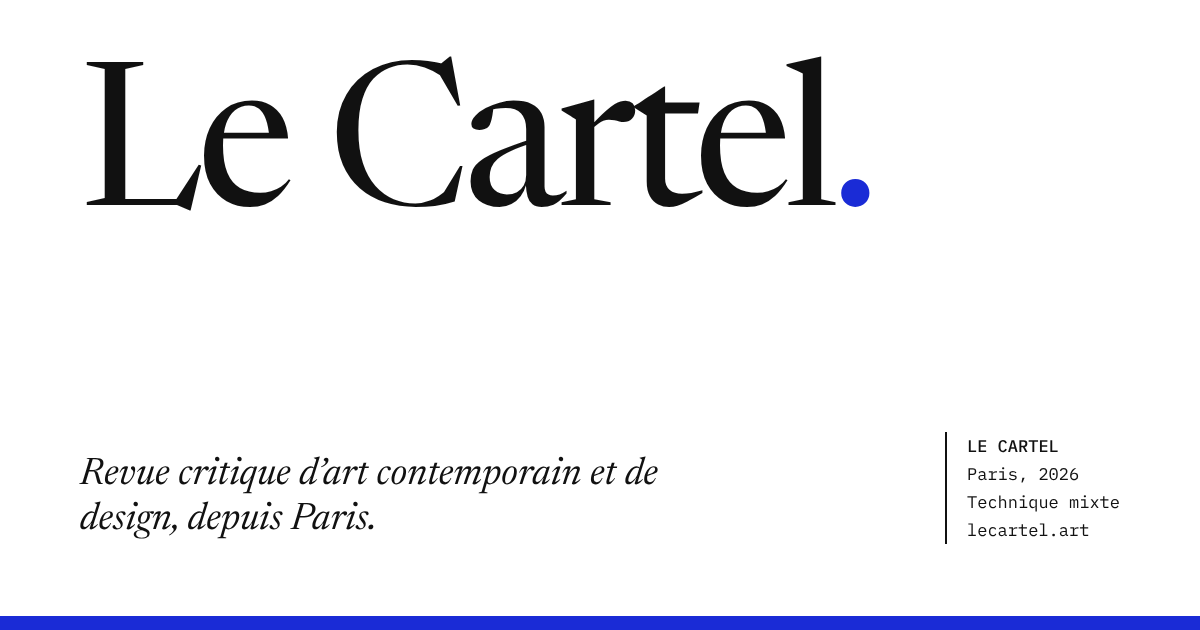 Le Cartel.
Revue critique d’art contemporain et de
design, depuis Paris.
LE CARTEL
Paris, 2026
Technique mixte
lecartel.art